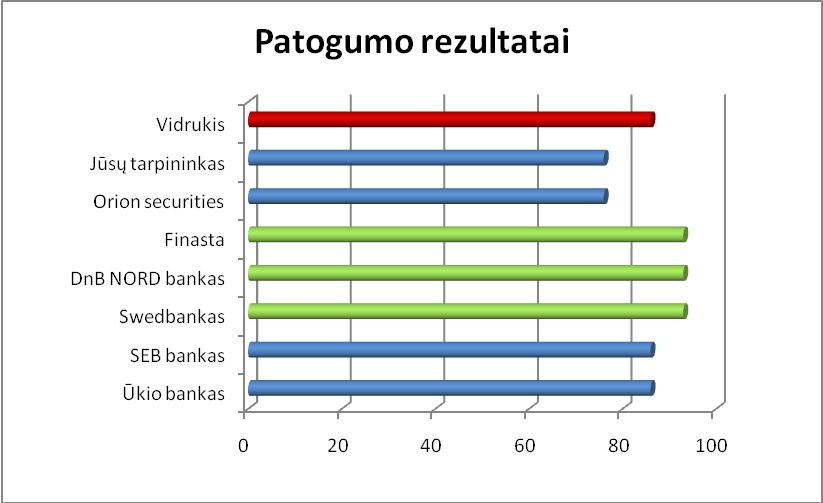 Patogumo rezultatai
Vidrukis
Jūsų tarpininkas
Orion securities
Finasta
DnB NORD bankas
Swedbankas
SEB bankas
Ūkio bankas
0 20 40 60 80 100